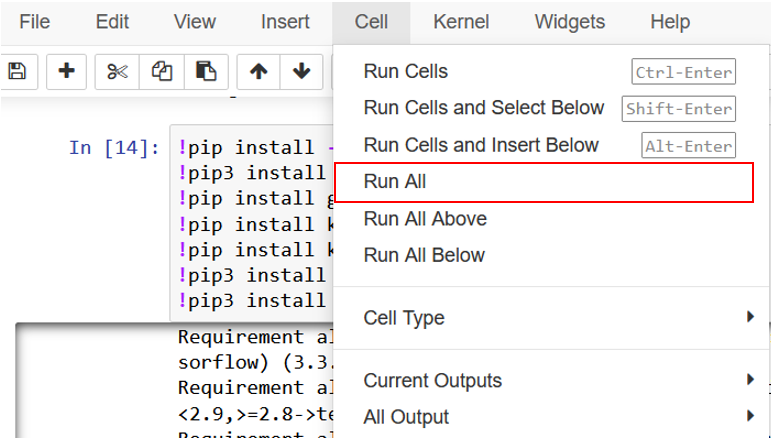 File Edit View Insert Cell Kernel Widgets Help
Run Cells Ctrl-Enter
Run Cells and Select Below Shift-Enter
Run Cells and Insert Below Alt-Enter
Run All
Run All Above
Run All Below
Cell Type
Current Outputs
All Output
In [14]: !pip install -
!pip3 install
!pip install g
!pip install k
!pip install k
!pip3 install
!pip3 install
Requirement al
sorflow) (3.3.
Requirement al
<2.9,>=2.8->te
Requirement al